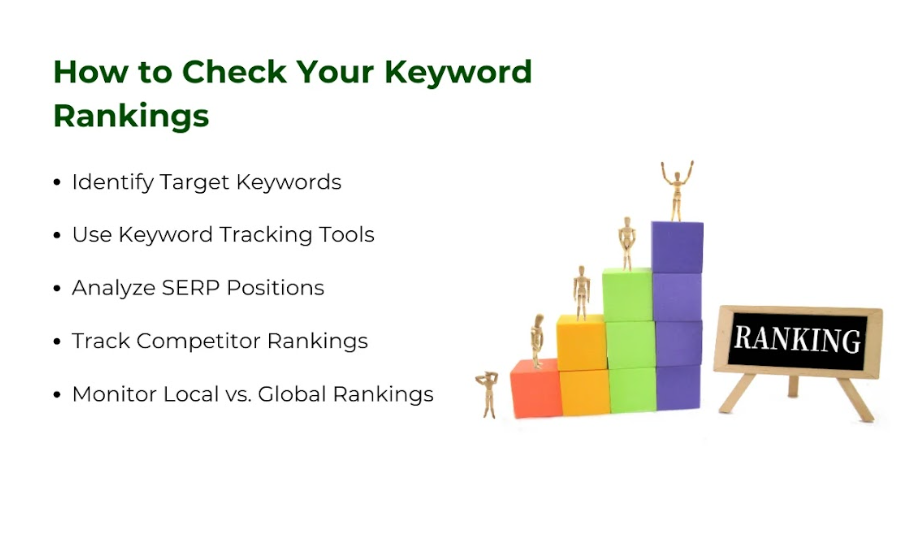 How to Check Your Keyword
Rankings
• Identify Target Keywords
• Use Keyword Tracking Tools
• Analyze SERP Positions
• Track Competitor Rankings
• Monitor Local vs. Global Rankings
RANKING